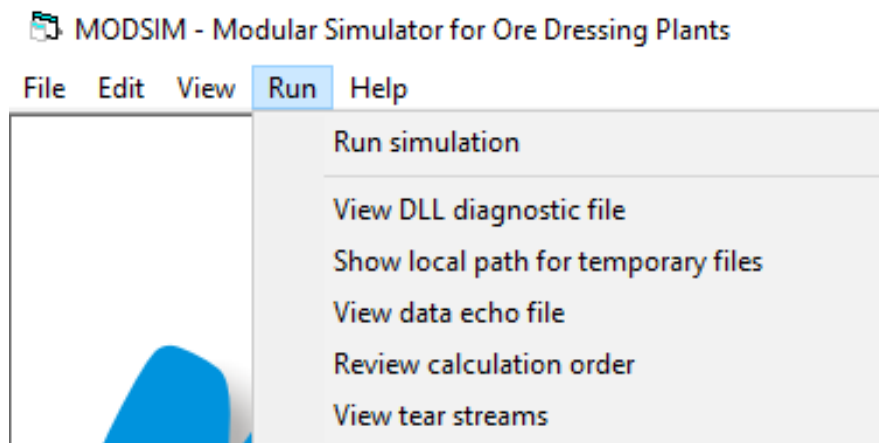 MODSIM - Modular Simulator for Ore Dressing Plants
File Edit View Run Help
Run simulation
View DLL diagnostic file
Show local path for temporary files
View data echo file
Review calculation order
View tear streams